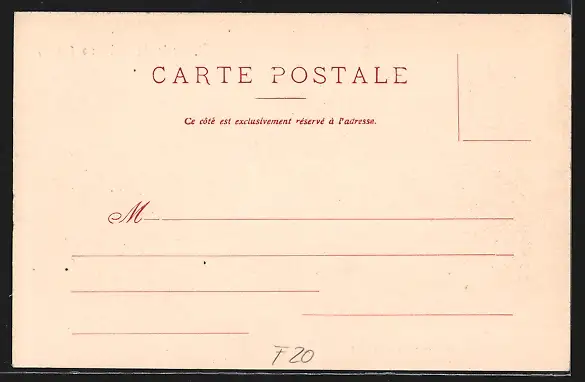 CARTE POSTALE
Ce côté est exclusivement réservé à l'adresse.
M
F20